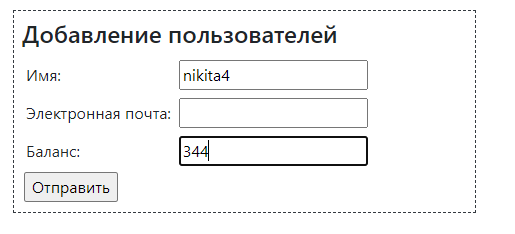 Добавление пользователей
Имя: nikita4
Электронная почта:
Баланс: 344
Отправить